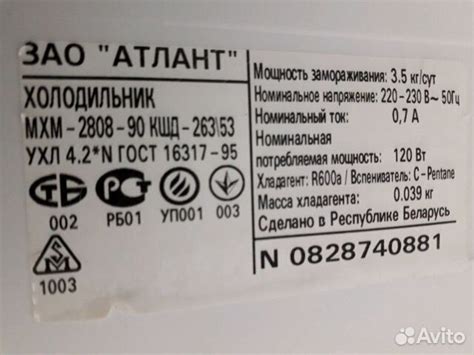 ЗАО "АТЛАНТ"
ХОЛОДИЛЬНИК
МХМ-2808-90 КШД-263\53
УХЛ 4.2*N ГОСТ 16317-95
002 РБ01 УП001 003
1003
Мощность замораживания: 3.5 кг/сут
Номинальное напряжение: 220-230 В~ 50Гц
Номинальный ток: 0,7 А
Номинальная
потребляемая мощность: 120 Вт
Хладагент: R600a / Вспениватель: C-Pentane
Масса хладагента: 0.039 кг
Сделано в Республике Беларусь
N 0828740881
Avito